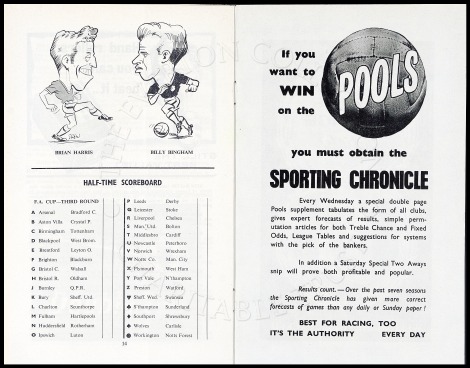 BRIAN HARRIS
BILLY BINGHAM
HALF-TIME SCOREBOARD
F.A. CUP—THIRD ROUND
A Arsenal Bradford C.
B Aston Villa Crystal P.
C Birmingham Tottenham
D Blackpool West Brom.
E Blackburn
F Brighton Blackburn
G Bristol C. Walsall
H Bristol R. Oldham
J Burnley Q.P.R.
K Bury Sheff. Utd.
L Charlton Scunthorpe
M Fulham Hartlepools
N Huddersfield Rotherham
O Ipswich Luton
P Leeds Derby
Q Leicester Stoke
R Liverpool Chelsea
S Man. Utd. Bolton
T Middlesbro Cardiff
U Newcastle Peterboro
V Norwich Wrexham
W Notts Co. Man. City
X Plymouth West Ham
Y Port Vale N'hampton
Z Preston Watford
Sheff. Wed. Swansea
S'hampton Sunderland
Southport Shrewsbury
Wolves Carlisle
Workington Notts Forest
34
If you
want to
WIN
on the
POOLS
you must obtain the
SPORTING CHRONICLE
Every Wednesday a special double page
Pools supplement tabulates the form of all clubs,
gives expert forecasts of results, simple perm-
utation articles for both Treble Chance and Fixed
Odds, League Tables and suggestions for systems
with the pick of the bankers.
In addition a Saturday Special Two Aways
snip will prove both profitable and popular.
Results count.—Over the past seven seasons
the Sporting Chronicle has given more correct
forecasts of games than any daily or Sunday paper!
BEST FOR RACING, TOO
IT'S THE AUTHORITY EVERY DAY